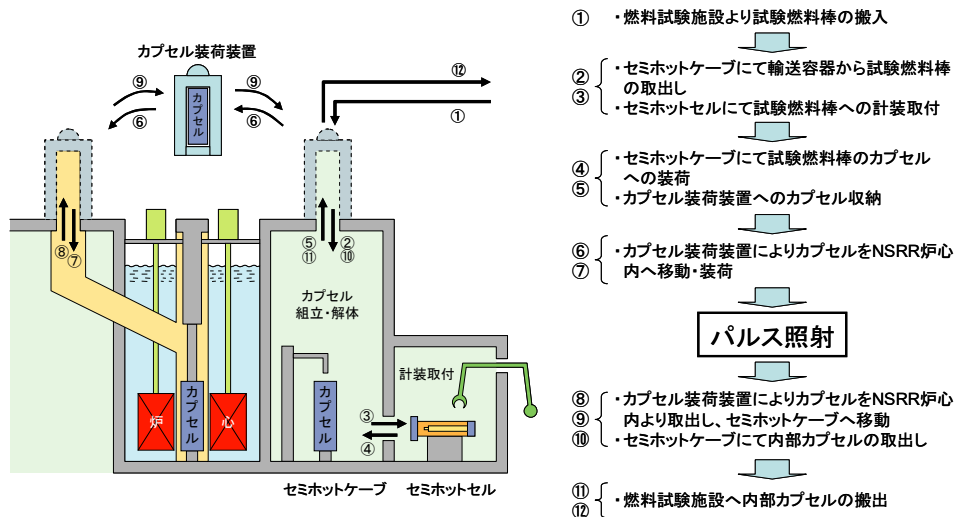 カプセル装荷装置
⑨
⑨
カプセル
⑥
⑥
⑫
①
⑧
⑦
⑤
⑪
②
⑩
カプセル
組立・解体
計装取付
炉
カプセル
心
カプセル
③
④
セミホットケーブ
セミホットセル
① ・燃料試験施設より試験燃料棒の搬入
② ・セミホットケーブにて輸送容器から試験燃料棒
の取出し
③ ・セミホットセルにて試験燃料棒への計装取付
④ ・セミホットケーブにて試験燃料棒のカプセル
への装荷
⑤ ・カプセル装荷装置へのカプセル収納
⑥ ・カプセル装荷装置によりカプセルをNSRR炉心
⑦ 内へ移動・装荷
パルス照射
⑧ ・カプセル装荷装置によりカプセルをNSRR炉心
⑨ 内より取出し、セミホットケーブへ移動
⑩ ・セミホットケーブにて内部カプセルの取出し
⑪
⑫ ・燃料試験施設へ内部カプセルの搬出